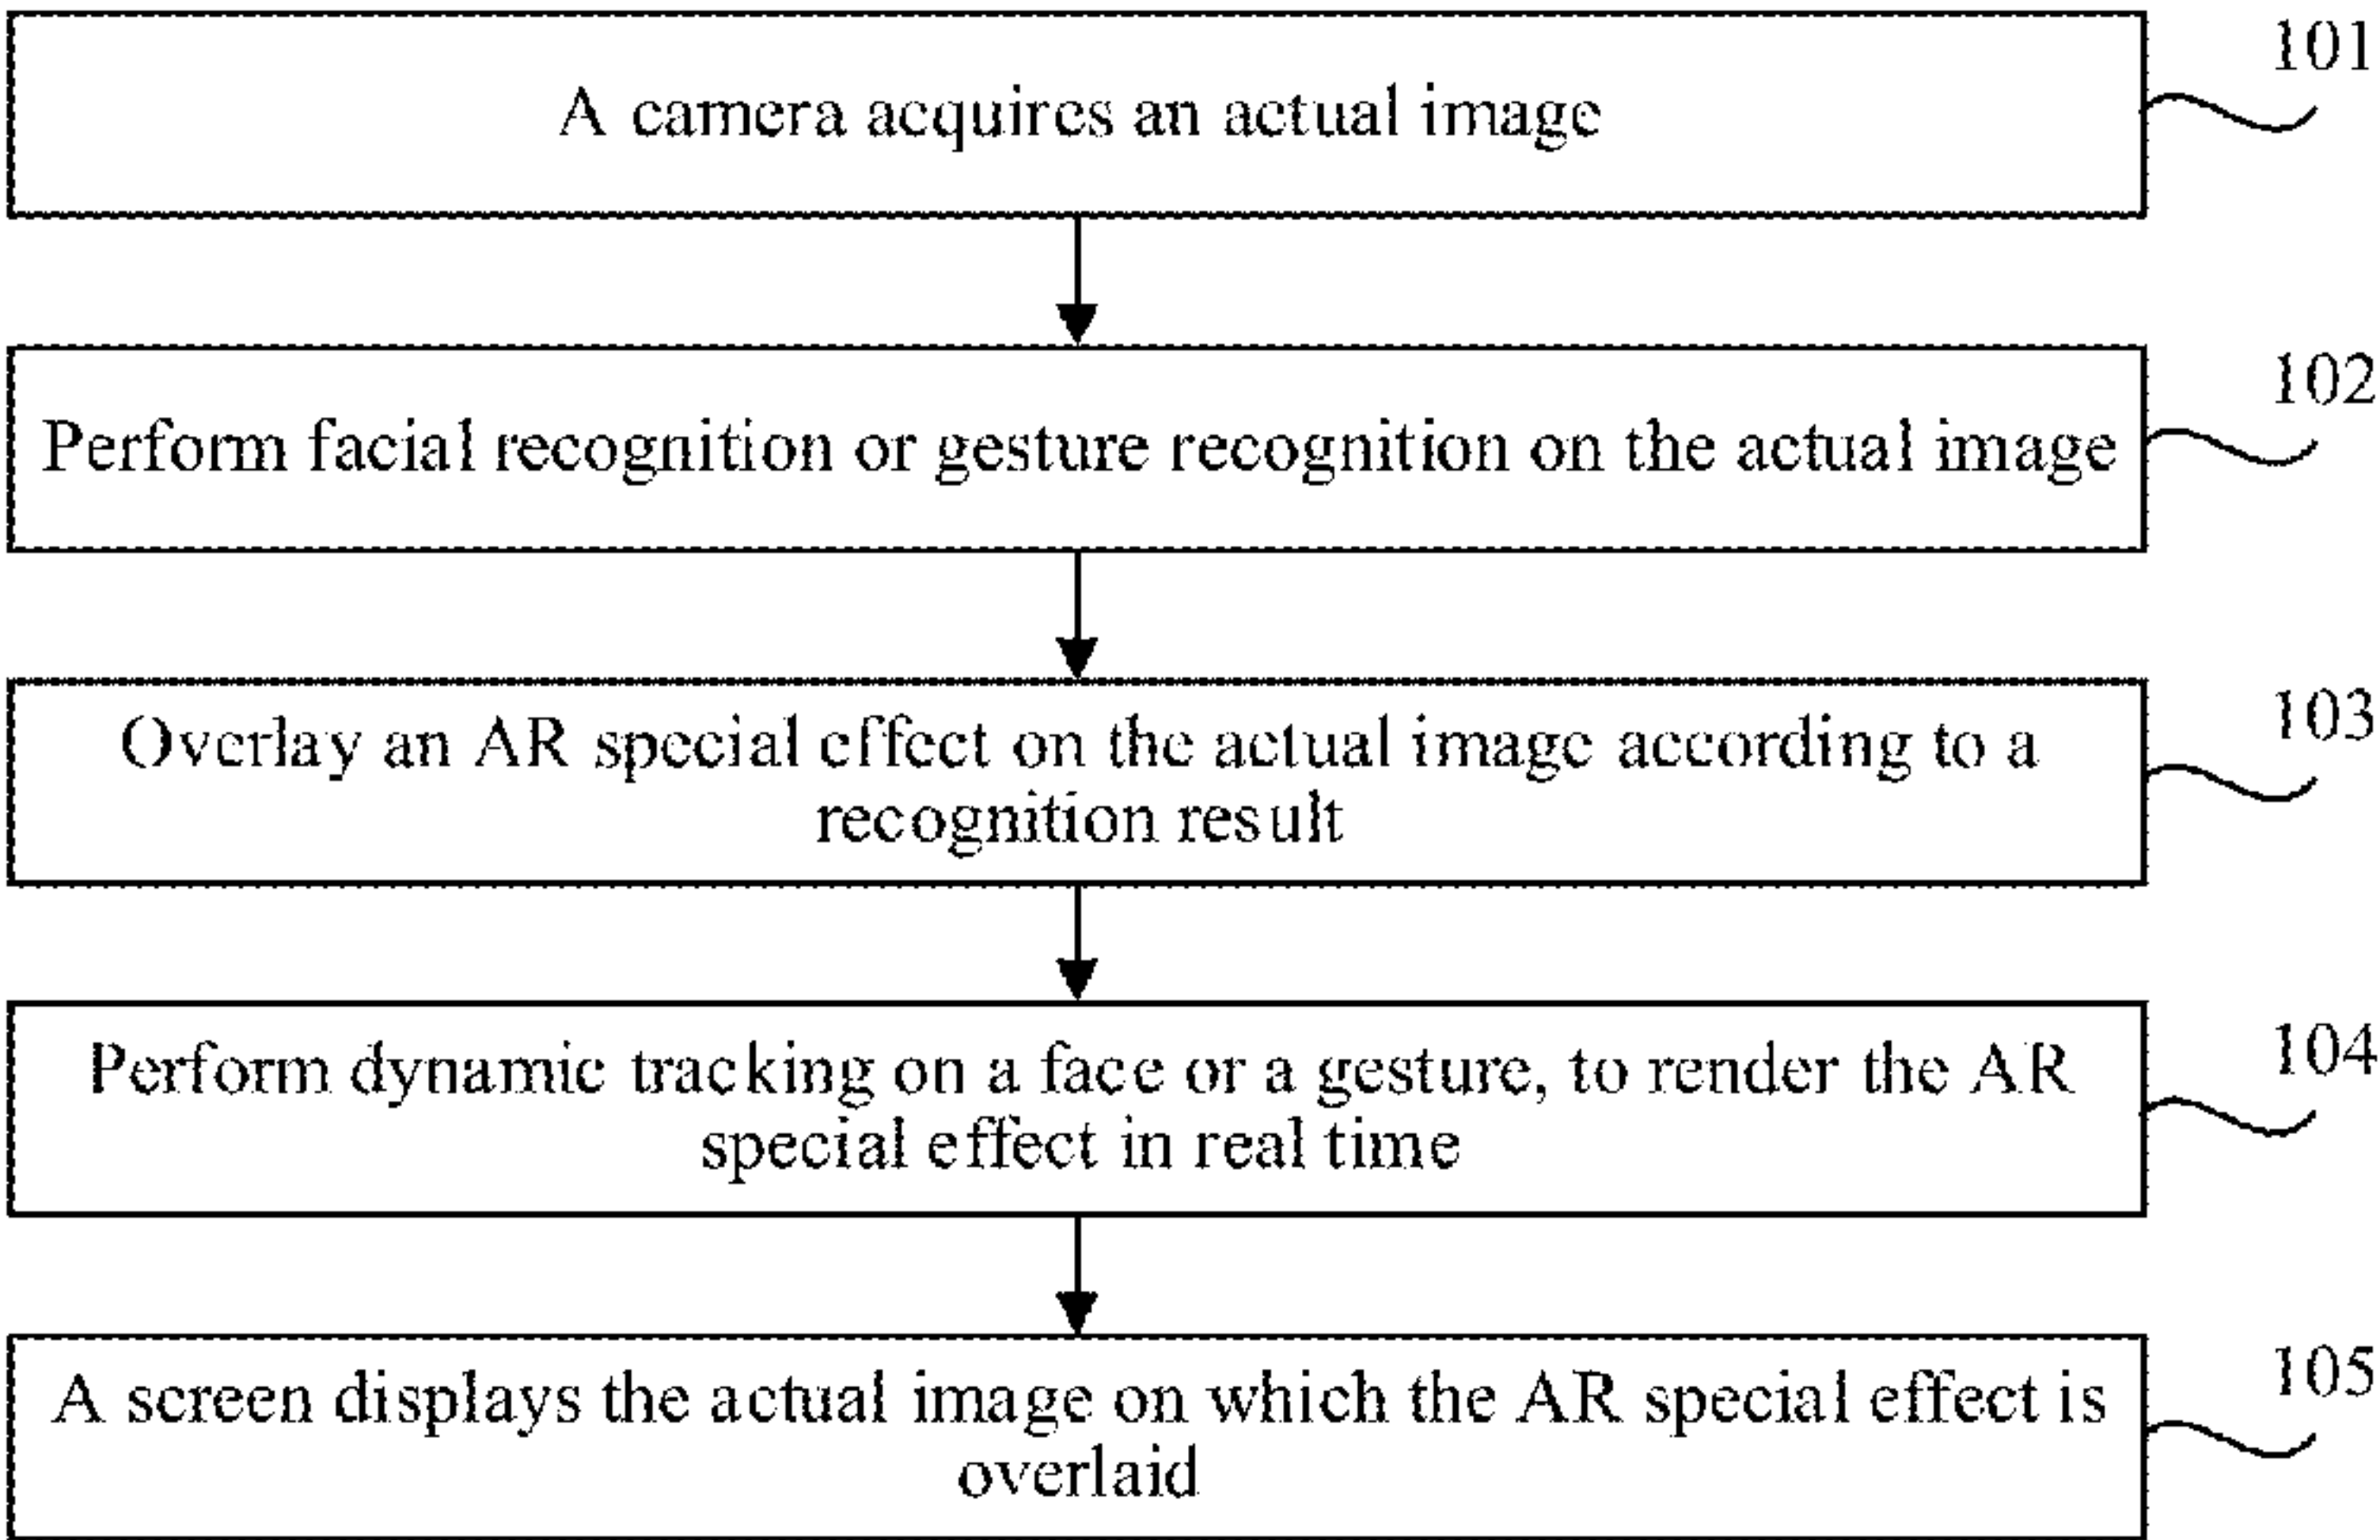 A camera acquires an actual image
101
Perform facial recognition or gesture recognition on the actual image
102
Overlay an AR special effect on the actual image according to a
recognition result
103
Perform dynamic tracking on a face or a gesture, to render the AR
special effect in real time
104
A screen displays the actual image on which the AR special effect is
overlaid
105